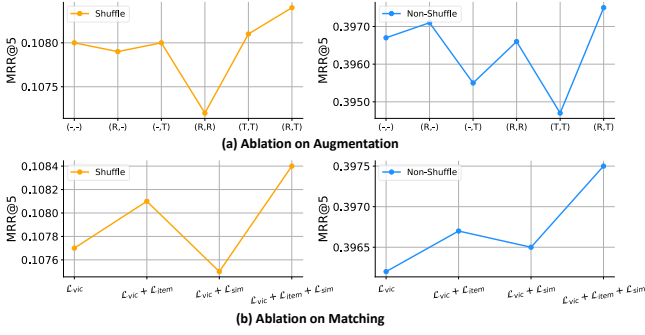 Shuffle
MRR@5
0.1080
0.1075
(-,-) (R,-) (-,T) (R,R) (T,T) (R,T)
Non-Shuffle
MRR@5
0.3970
0.3960
0.3950
(-,-) (R,-) (-,T) (R,R) (T,T) (R,T)
(a) Ablation on Augmentation
Shuffle
MRR@5
0.1084
0.1082
0.1080
0.1078
0.1076
ℒvic ℒvic + ℒitem ℒvic + ℒsim ℒvic + ℒitem + ℒsim
Non-Shuffle
MRR@5
0.3975
0.3970
0.3965
ℒvic ℒvic + ℒitem ℒvic + ℒsim ℒvic + ℒitem + ℒsim
(b) Ablation on Matching